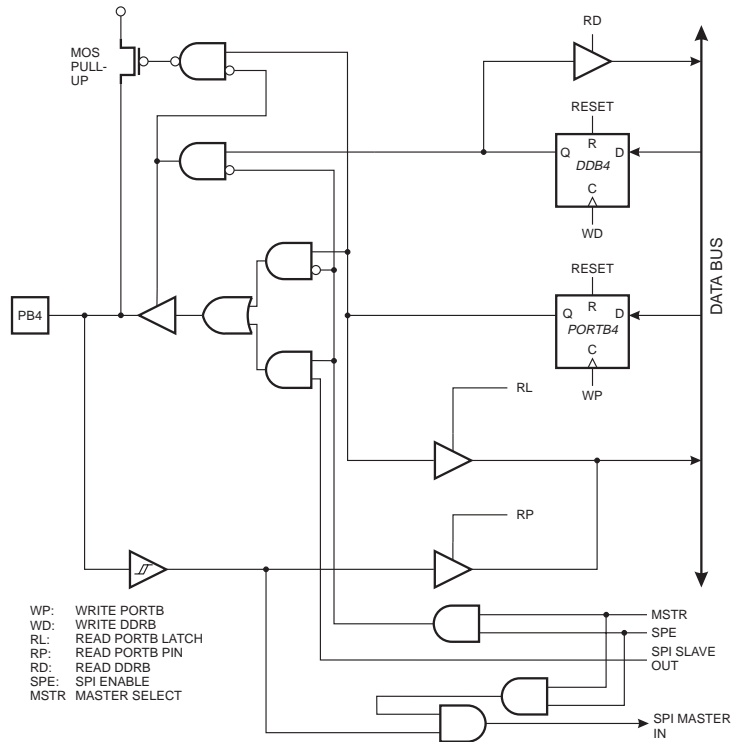 RD
MOS
PULL-
UP
RESET
Q
R
D
DDB4
C
WD
DATA BUS
RESET
Q
R
D
PORTB4
C
WP
PB4
RL
RP
WP: WRITE PORTB
WD: WRITE DDRB
RL: READ PORTB LATCH
RP: READ PORTB PIN
RD: READ DDRB
SPE: SPI ENABLE
MSTR MASTER SELECT
MSTR
SPE
SPI SLAVE
OUT
SPI MASTER
IN